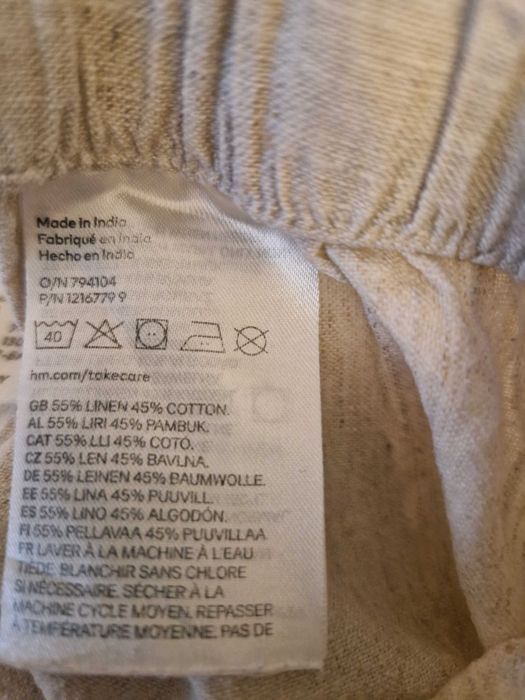 Made in India
Fabriqué en India
Hecho en India
O/N 794104
P/N 1216779 9
40
hm.com/takecare
GB 55% LINEN 45% COTTON.
AL 55% LIRI 45% PAMBUK.
CAT 55% LLI 45% COTÓ.
CZ 55% LEN 45% BAVLNA.
DE 55% LEINEN 45% BAUMWOLLE.
EE 55% LINA 45% PUUVILL.
ES 55% LINO 45% ALGODÓN.
FI 55% PELLAVAA 45% PUUVILLAA
FR LAVER À LA MACHINE À L'EAU
TIÈDE, BLANCHIR SANS CHLORE
SI NÉCESSAIRE. SÉCHER À LA
MACHINE CYCLE MOYEN. REPASSER
À TEMPÉRATURE MOYENNE. PAS DE